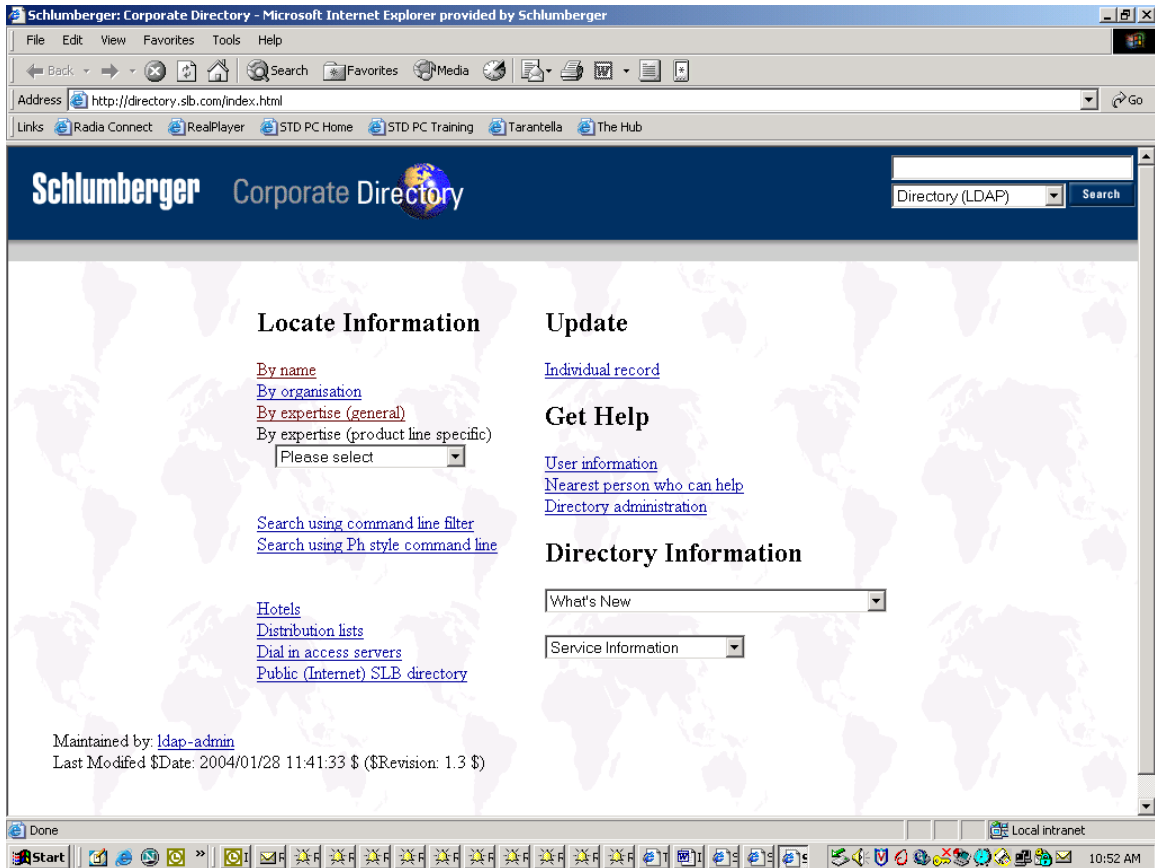 Schlumberger: Corporate Directory - Microsoft Internet Explorer provided by Schlumberger
File Edit View Favorites Tools Help
Back Search Favorites Media
Address http://directory.slb.com/index.html Go
Links Radia Connect RealPlayer STD PC Home STD PC Training Tarantella The Hub
Schlumberger Corporate Directory
Directory (LDAP) Search
Locate Information
By name
By organisation
By expertise (general)
By expertise (product line specific)
Please select
Search using command line filter
Search using Ph style command line
Hotels
Distribution lists
Dial in access servers
Public (Internet) SLB directory
Update
Individual record
Get Help
User information
Nearest person who can help
Directory administration
Directory Information
What's New
Service Information
Maintained by: ldap-admin
Last Modifed $Date: 2004/01/28 11:41:33 $ ($Revision: 1.3 $)
Done Local intranet
Start 10:52 AM